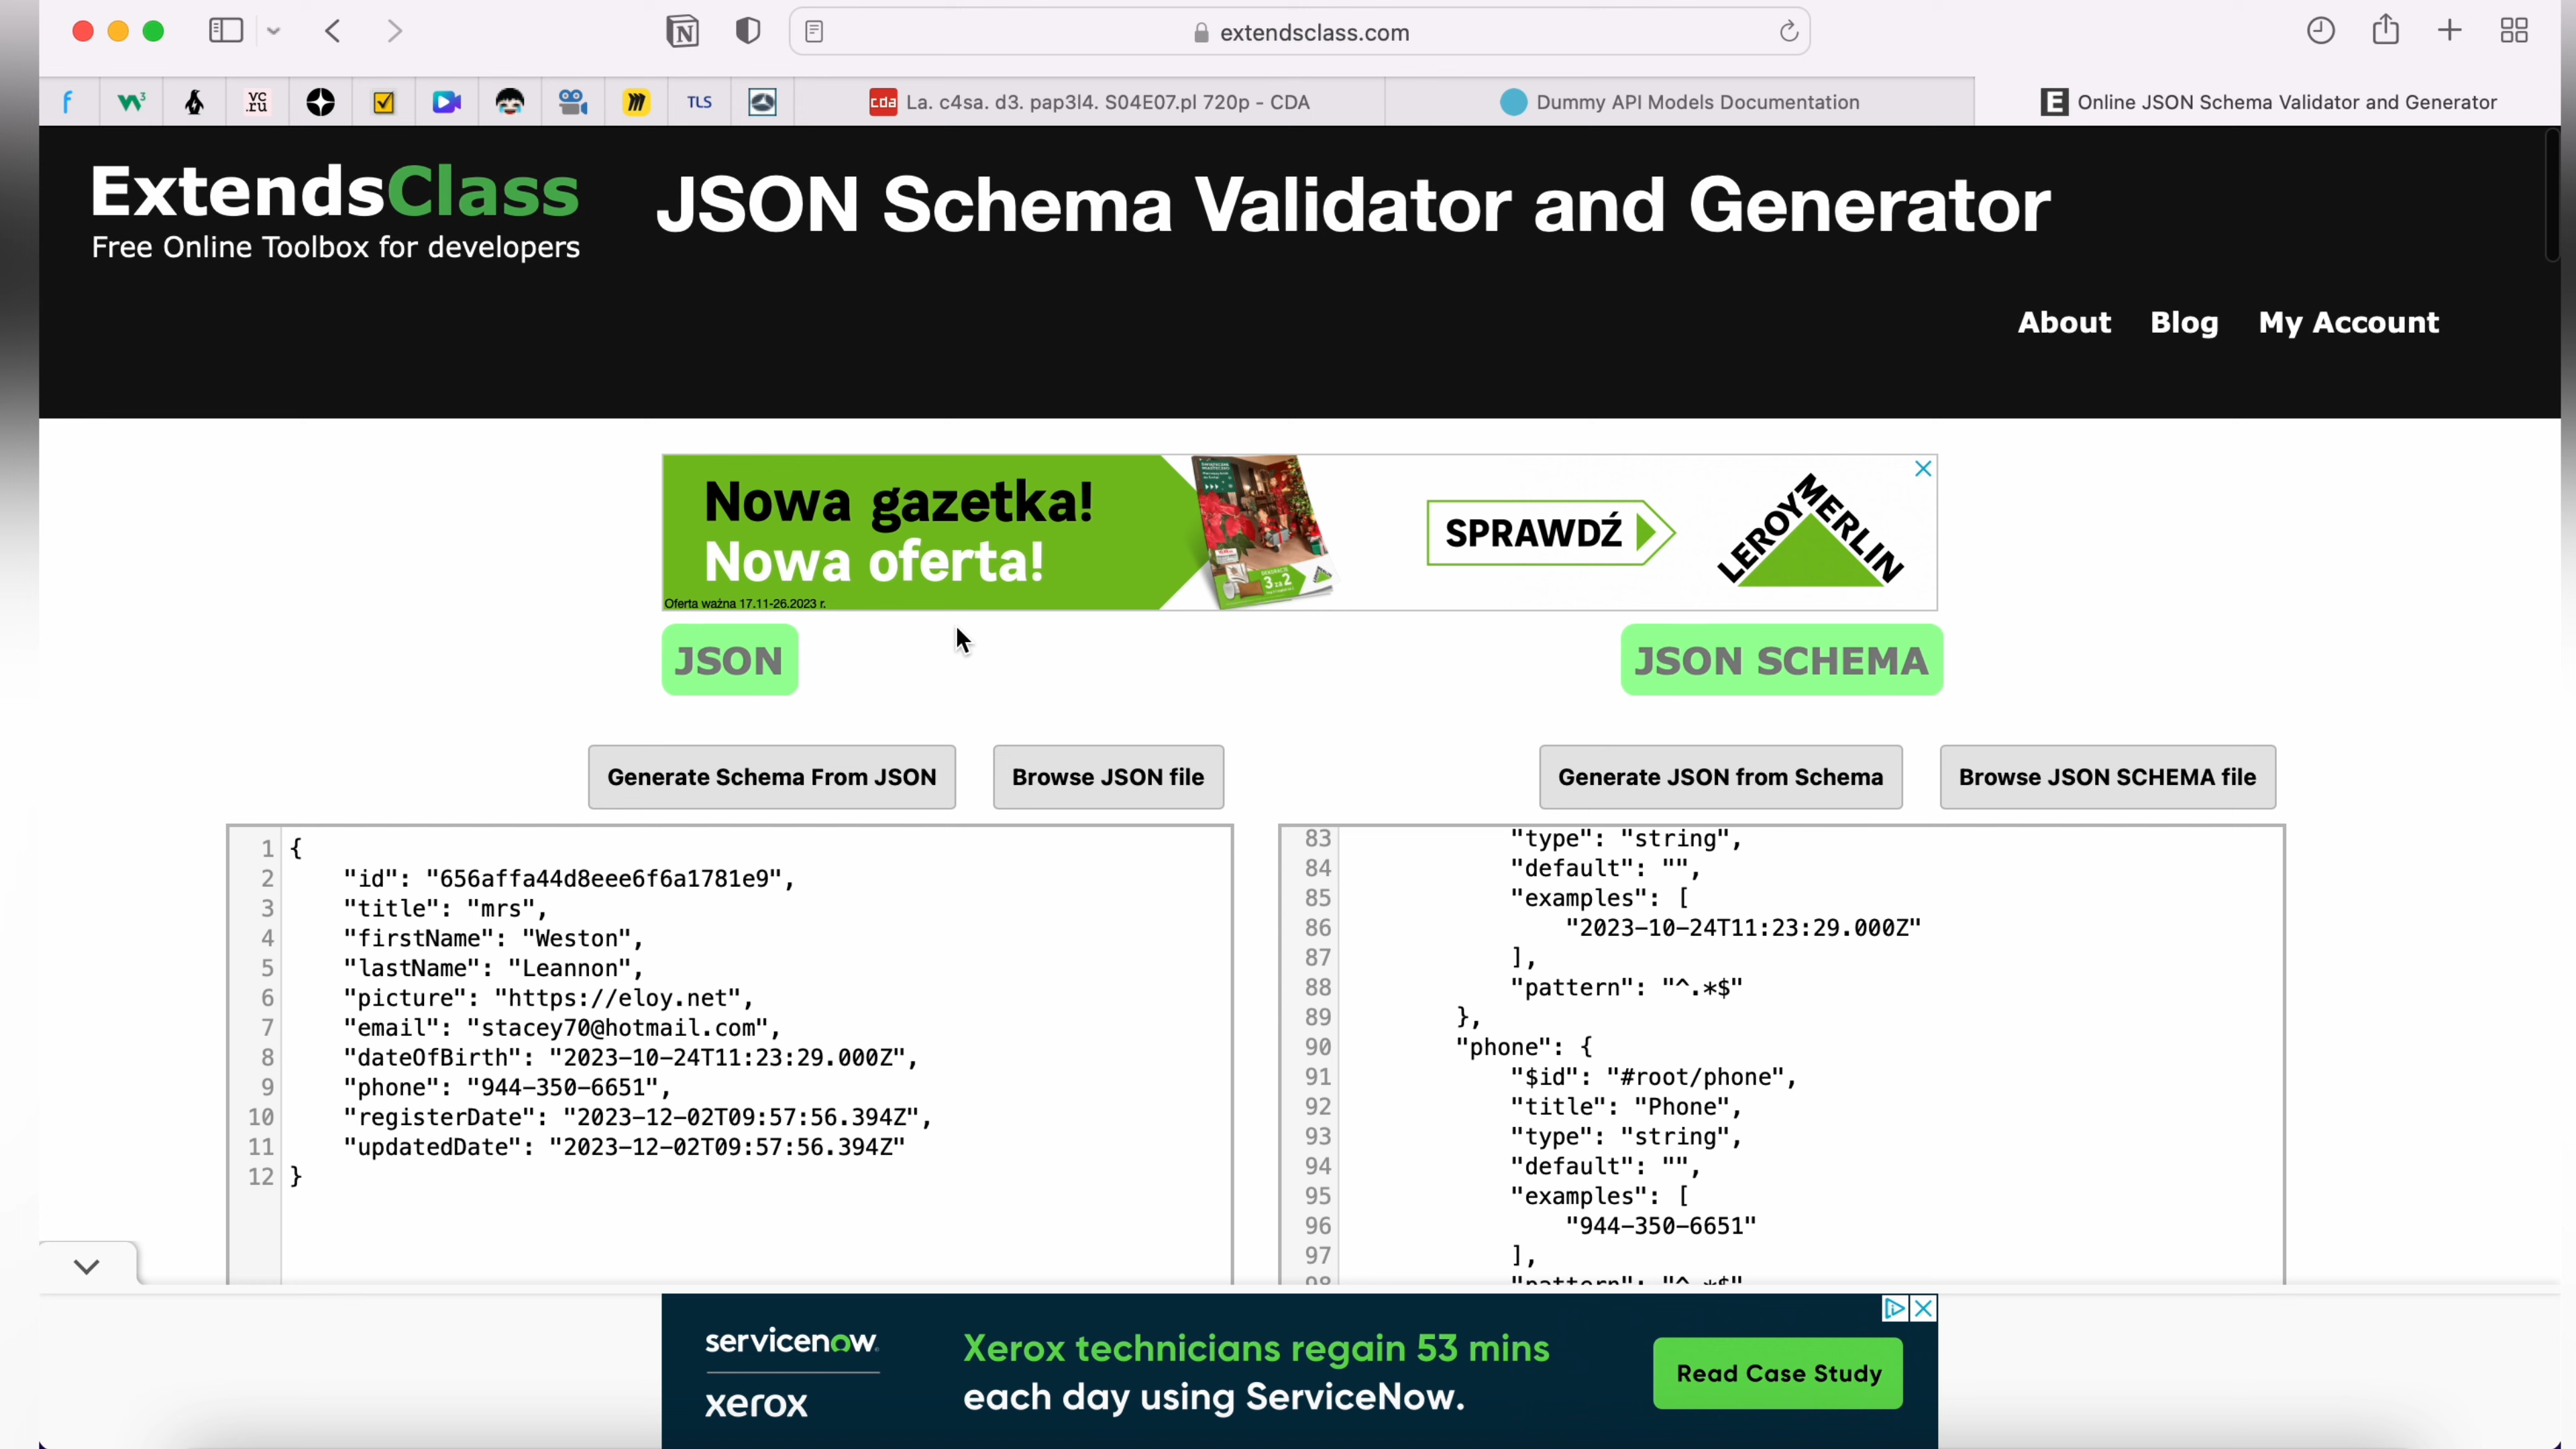 extendsclass.com
f
W3
vc
.ru
TLS
cda La. c4sa. d3. pap3l4. S04E07.pl 720p - CDA
Dummy API Models Documentation
E Online JSON Schema Validator and Generator
ExtendsClass
Free Online Toolbox for developers
JSON Schema Validator and Generator
About Blog My Account
Nowa gazetka!
Nowa oferta!
Oferta ważna 17.11-26.2023 r.
3 za 2
SPRAWDŹ
LEROY MERLIN
JSON
JSON SCHEMA
Generate Schema From JSON
Browse JSON file
Generate JSON from Schema
Browse JSON SCHEMA file
1 {
2 "id": "656affa44d8eee6f6a1781e9",
3 "title": "mrs",
4 "firstName": "Weston",
5 "lastName": "Leannon",
6 "picture": "https://eloy.net",
7 "email": "stacey70@hotmail.com",
8 "dateOfBirth": "2023-10-24T11:23:29.000Z",
9 "phone": "944-350-6651",
10 "registerDate": "2023-12-02T09:57:56.394Z",
11 "updatedDate": "2023-12-02T09:57:56.394Z"
12 }
83 "type": "string",
84 "default": "",
85 "examples": [
86 "2023-10-24T11:23:29.000Z"
87 ],
88 "pattern": "^.*$"
89 },
90 "phone": {
91 "$id": "#root/phone",
92 "title": "Phone",
93 "type": "string",
94 "default": "",
95 "examples": [
96 "944-350-6651"
97 ],
98 "pattern": "^.*$"
servicenow
xerox
Xerox technicians regain 53 mins
each day using ServiceNow.
Read Case Study